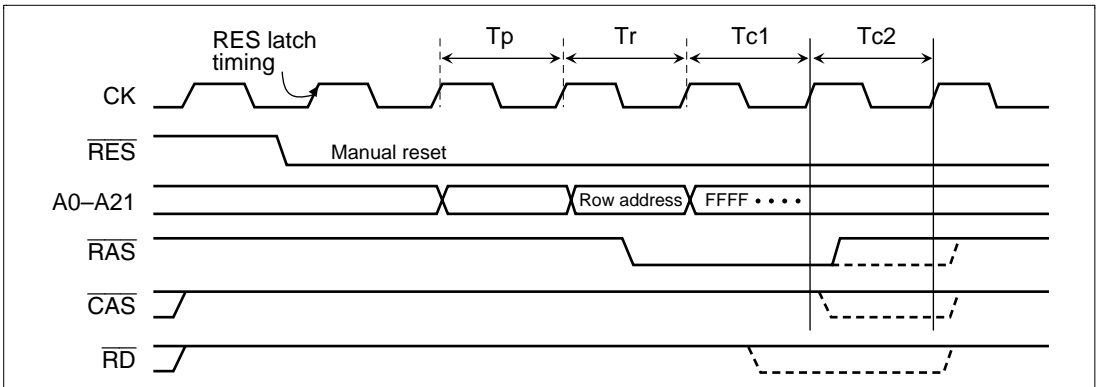 RES latch
timing
Tp
Tr
Tc1
Tc2
CK
RES
Manual reset
A0–A21
Row address
FFFF • • • •
RAS
CAS
RD